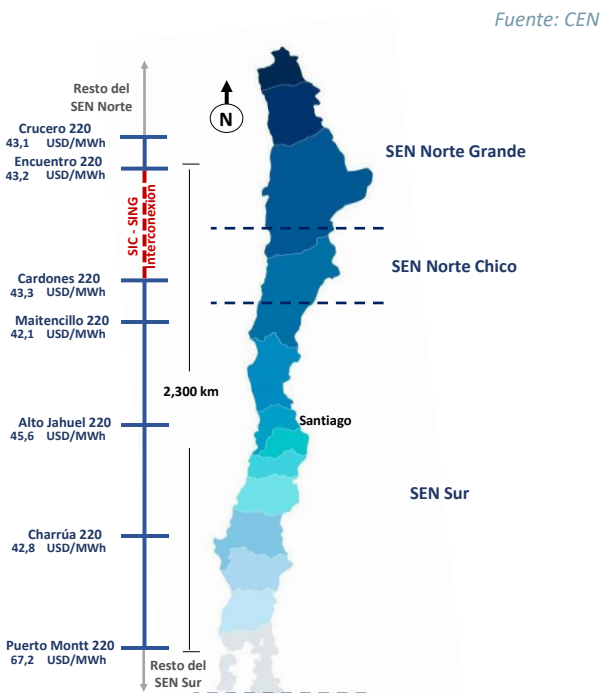 Fuente: CEN
Resto del
SEN Norte
N
Crucero 220
43,1 USD/MWh
Encuentro 220
43,2 USD/MWh
SEN Norte Grande
SIC - SING
Interconexión
SEN Norte Chico
Cardones 220
43,3 USD/MWh
Maitencillo 220
42,1 USD/MWh
2,300 km
Alto Jahuel 220
45,6 USD/MWh
Santiago
SEN Sur
Charrúa 220
42,8 USD/MWh
Puerto Montt 220
67,2 USD/MWh
Resto del
SEN Sur